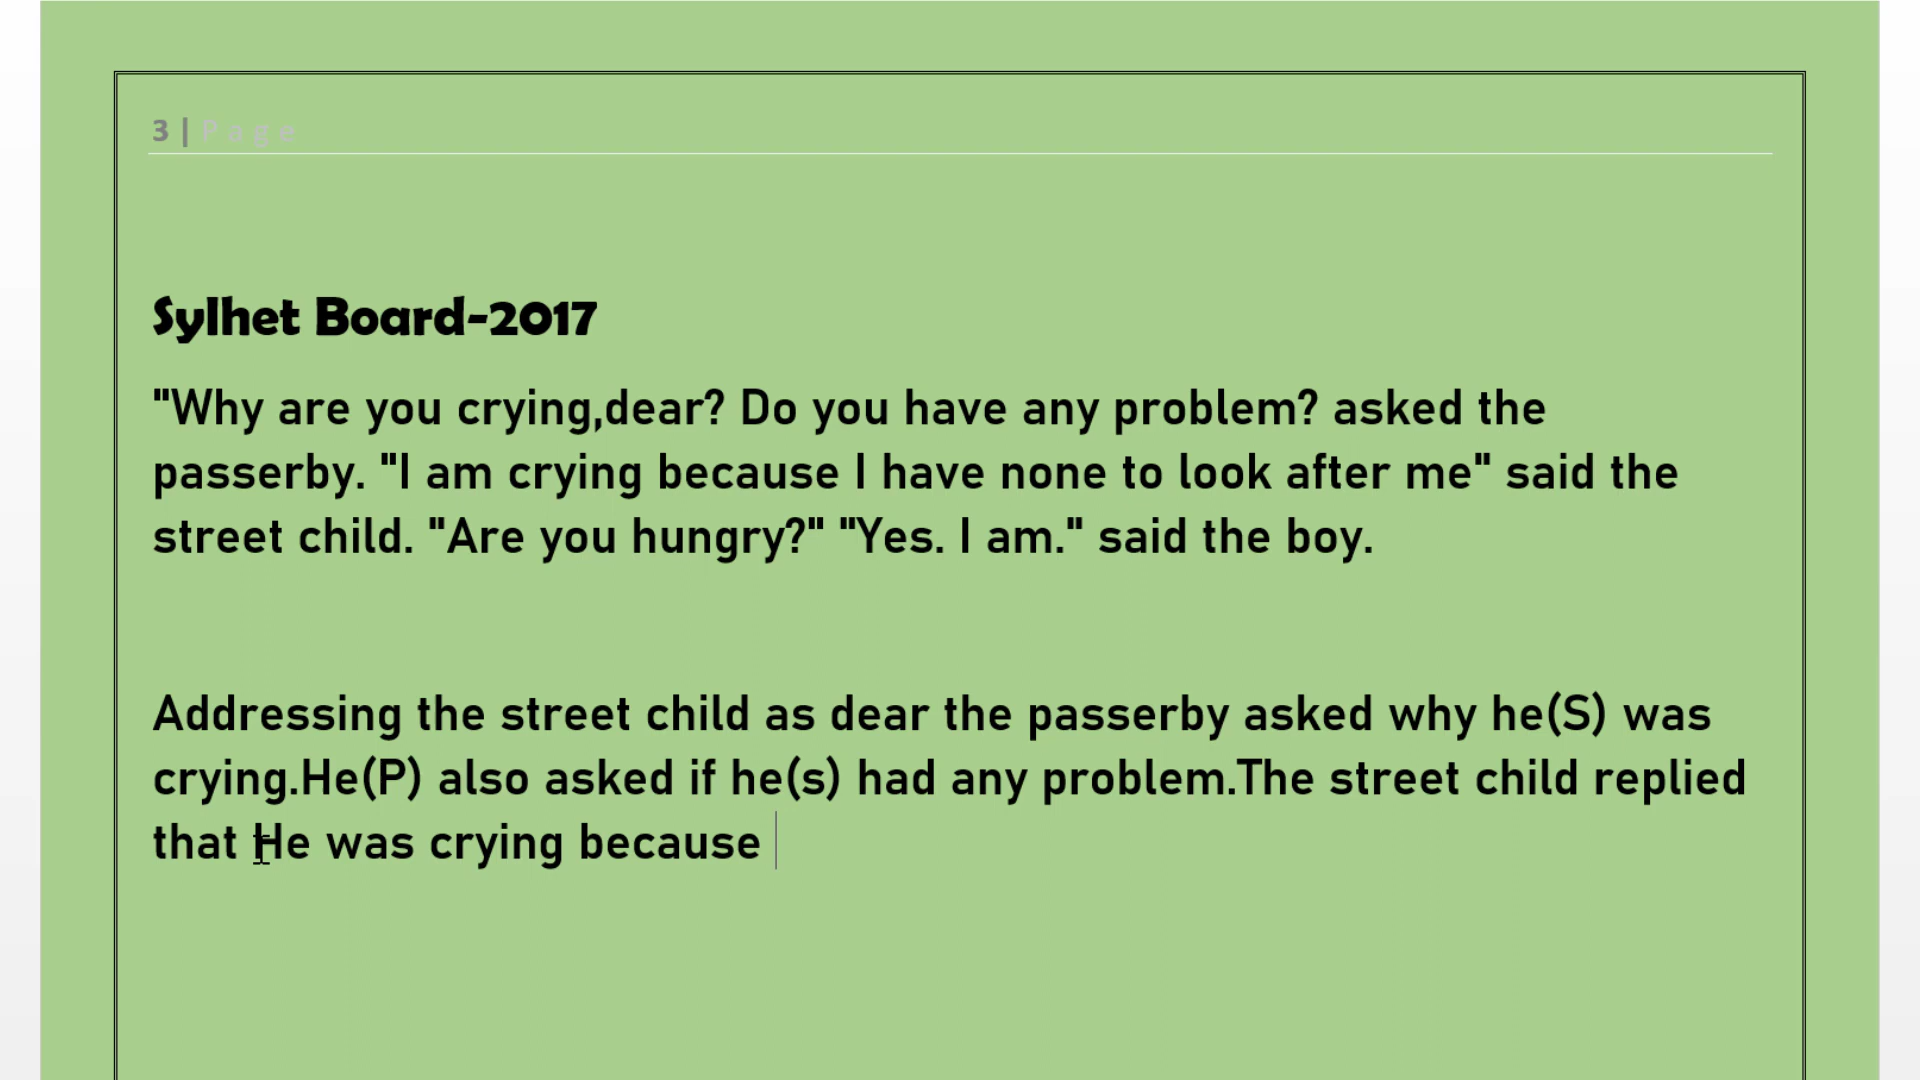 3 | Page
Sylhet Board-2017
"Why are you crying,dear? Do you have any problem? asked the
passerby. "I am crying because I have none to look after me" said the
street child. "Are you hungry?" "Yes. I am." said the boy.
Addressing the street child as dear the passerby asked why he(S) was
crying.He(P) also asked if he(s) had any problem.The street child replied
that He was crying because